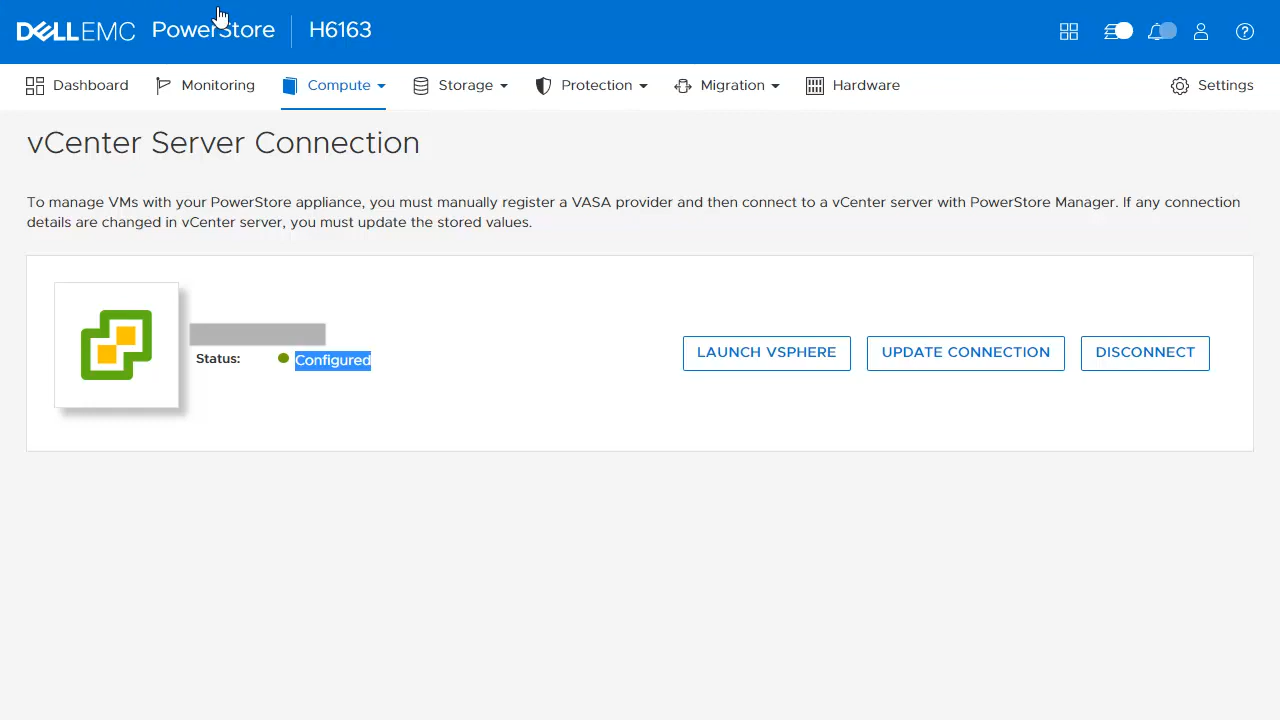 DELLEMC PowerStore H6163
Dashboard Monitoring Compute Storage Protection Migration Hardware Settings
vCenter Server Connection
To manage VMs with your PowerStore appliance, you must manually register a VASA provider and then connect to a vCenter server with PowerStore Manager. If any connection
details are changed in vCenter server, you must update the stored values.
Status: Configured
LAUNCH VSPHERE UPDATE CONNECTION DISCONNECT